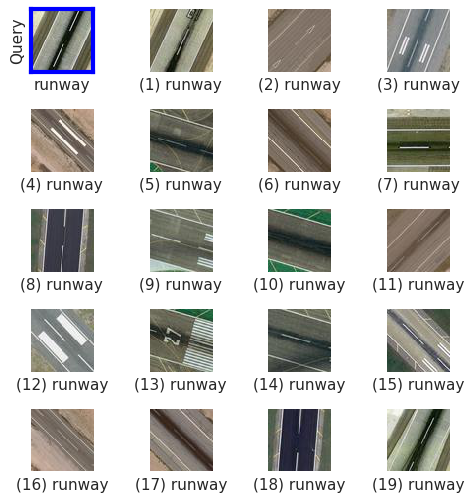 Query
runway
(1) runway
(2) runway
(3) runway
(4) runway
(5) runway
(6) runway
(7) runway
(8) runway
(9) runway
(10) runway
(11) runway
(12) runway
(13) runway
(14) runway
(15) runway
(16) runway
(17) runway
(18) runway
(19) runway